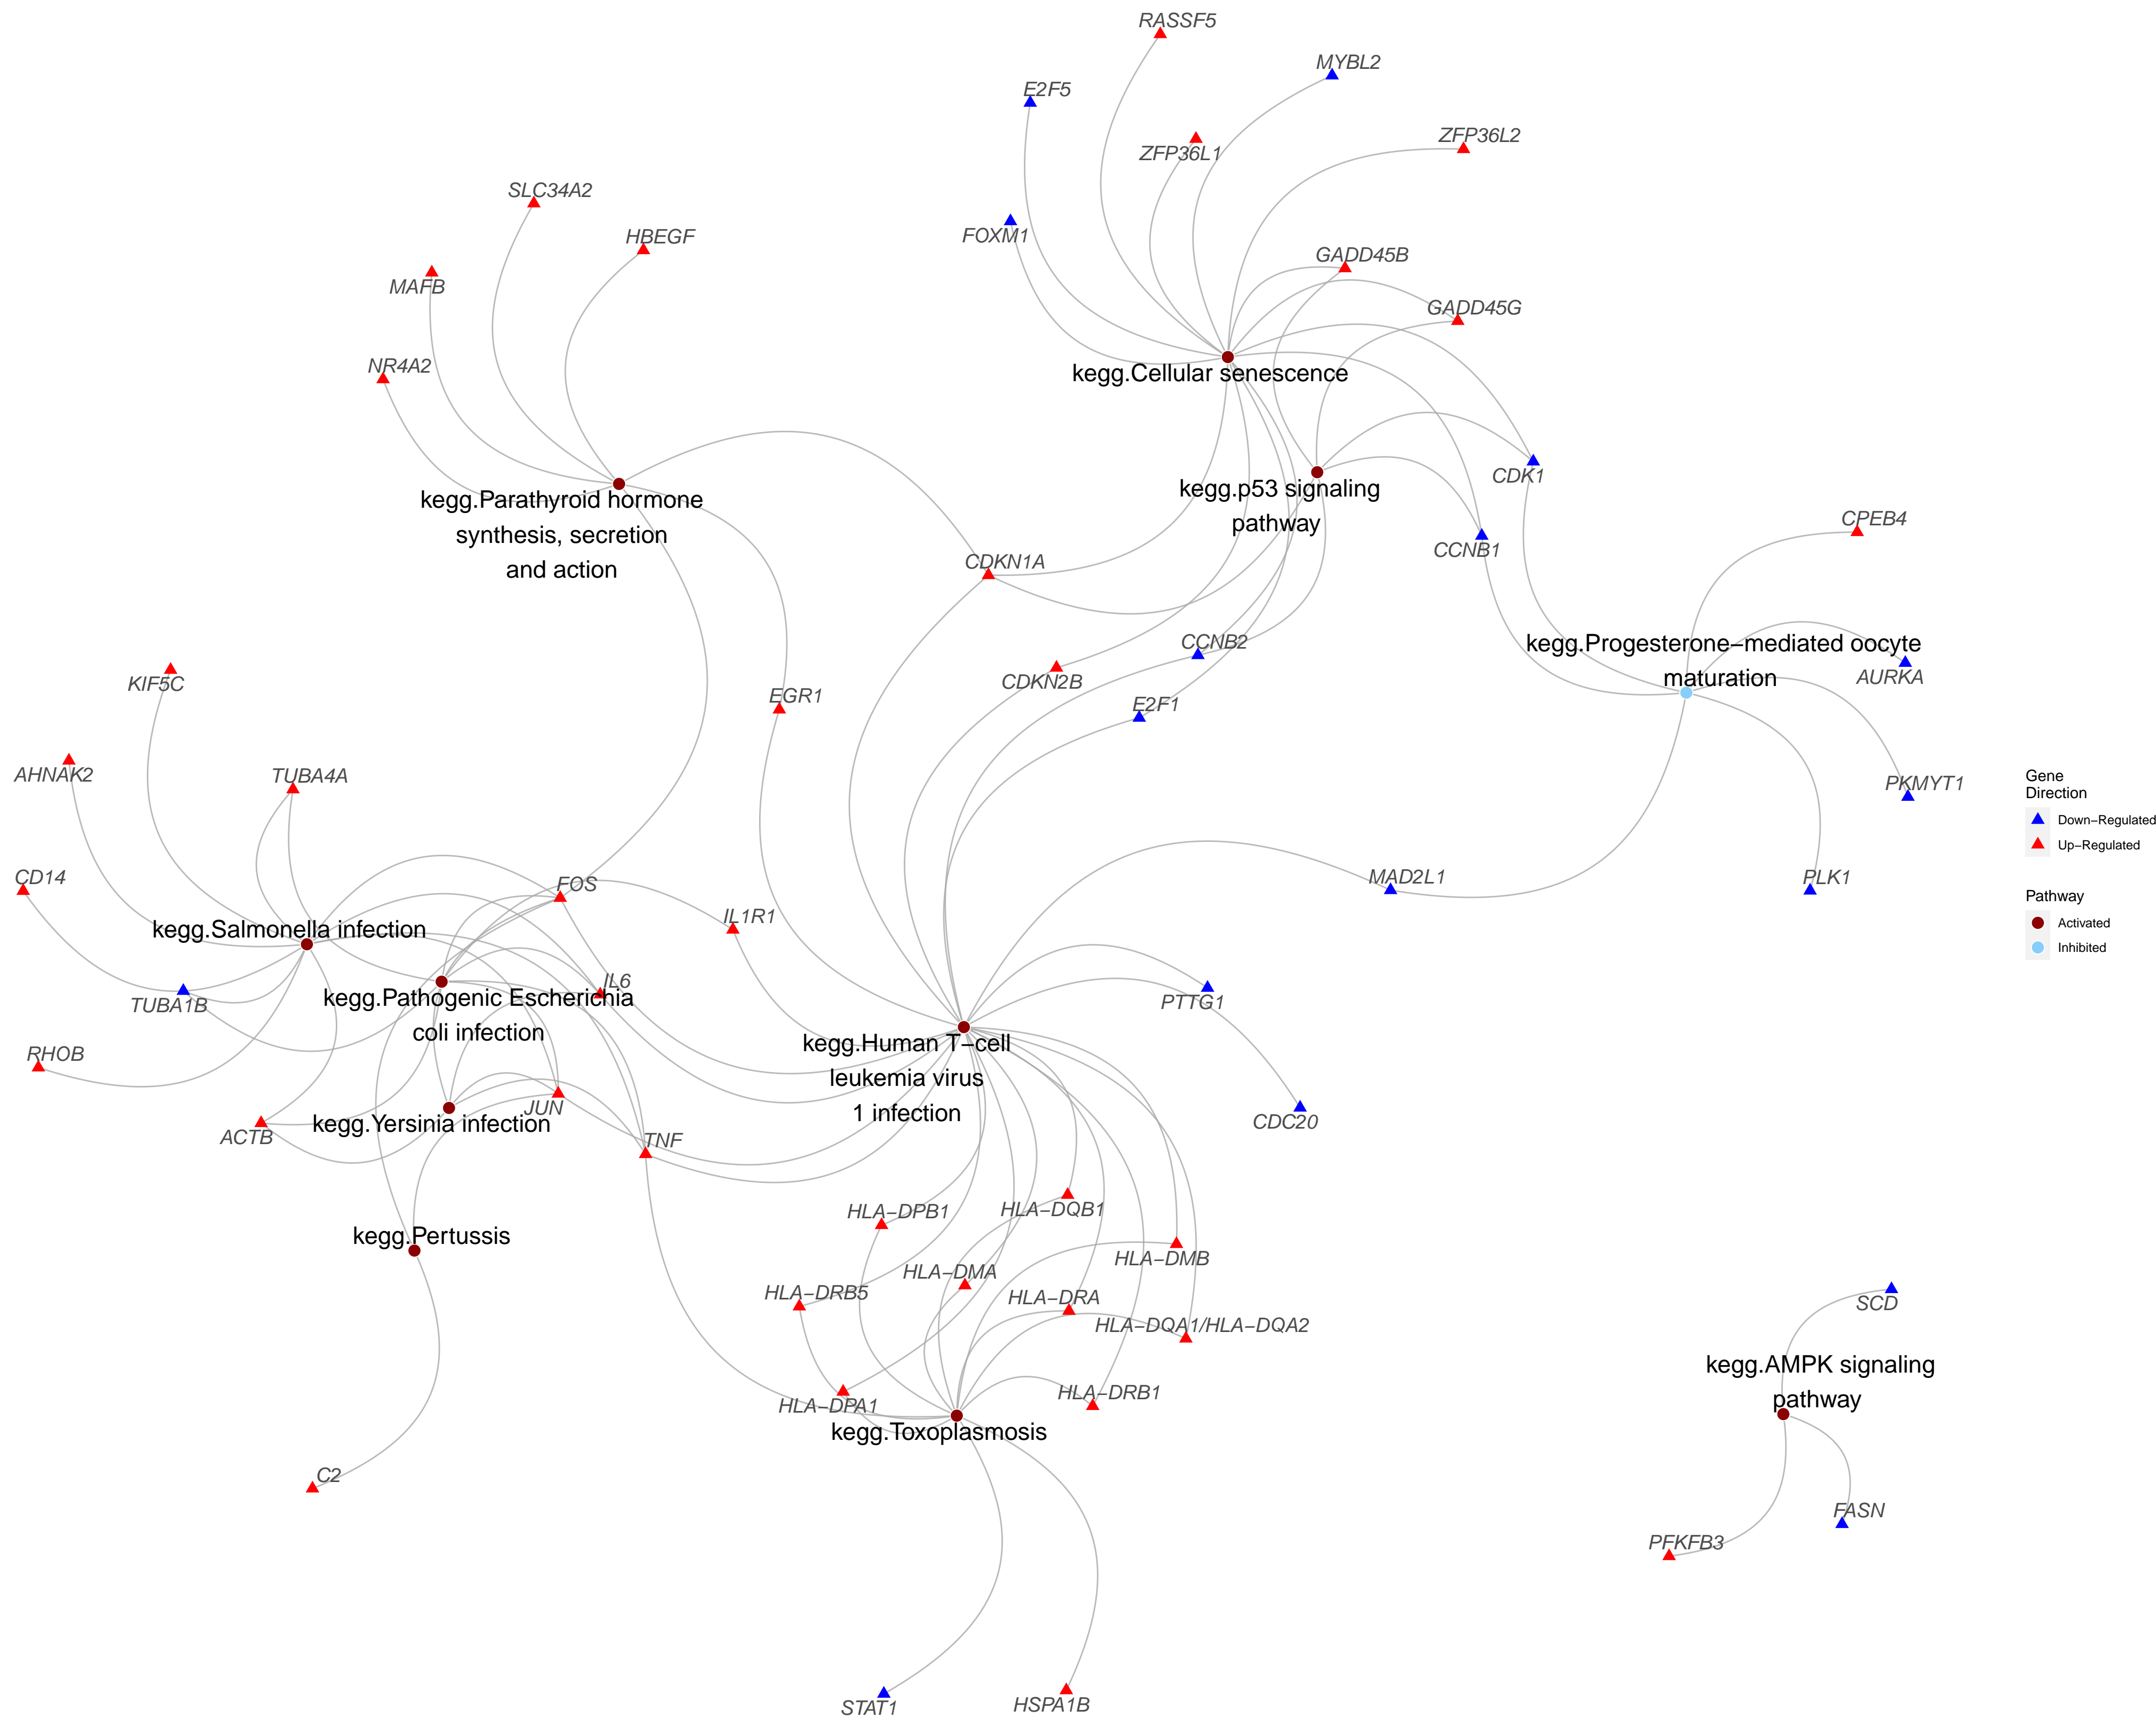 RASSF5
MYBL2
E2F5
ZFP36L2
ZFP36L1
SLC34A2
HBEGF
FOXM1
GADD45B
MAFB
GADD45G
NR4A2
kegg.Cellular senescence
kegg.Parathyroid hormone
synthesis, secretion
and action
kegg.p53 signaling
pathway
CDK1
CPEB4
CCNB1
CDKN1A
CCNB2
kegg.Progesterone−mediated oocyte
maturation
AURKA
KIF5C
CDKN2B
EGR1
E2F1
AHNAK2
TUBA4A
PKMYT1
Gene
Direction
Down−Regulated
Up−Regulated
CD14
FOS
MAD2L1
PLK1
Pathway
Activated
Inhibited
IL1R1
kegg.Salmonella infection
IL6
TUBA1B
kegg.Pathogenic Escherichia
coli infection
PTTG1
kegg.Human T−cell
leukemia virus
1 infection
RHOB
JUN
kegg.Yersinia infection
ACTB
TNF
CDC20
HLA−DPB1
HLA−DQB1
kegg.Pertussis
HLA−DMB
HLA−DMA
HLA−DRB5
HLA−DRA
HLA−DQA1/HLA−DQA2
SCD
kegg.AMPK signaling
pathway
HLA−DRB1
HLA−DPA1
kegg.Toxoplasmosis
C2
FASN
PFKFB3
STAT1
HSPA1B